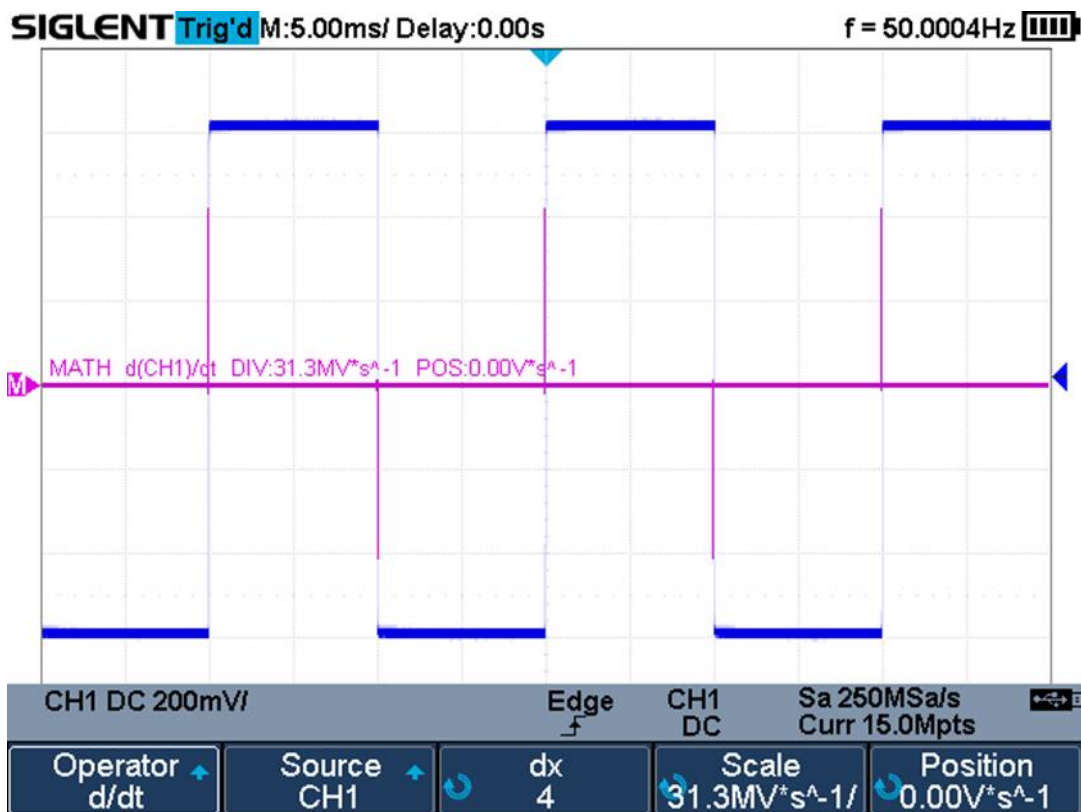 SIGLENT Trig'd M:5.00ms/ Delay:0.00s f = 50.0004Hz
MATH d(CH1)/dt DIV:31.3MV*s^-1 POS:0.00V*s^-1
M
CH1 DC 200mV/ Edge CH1 Sa 250MSa/s
DC Curr 15.0Mpts
Operator Source dx Scale Position
d/dt CH1 4 31.3MV*s^-1/ 0.00V*s^-1